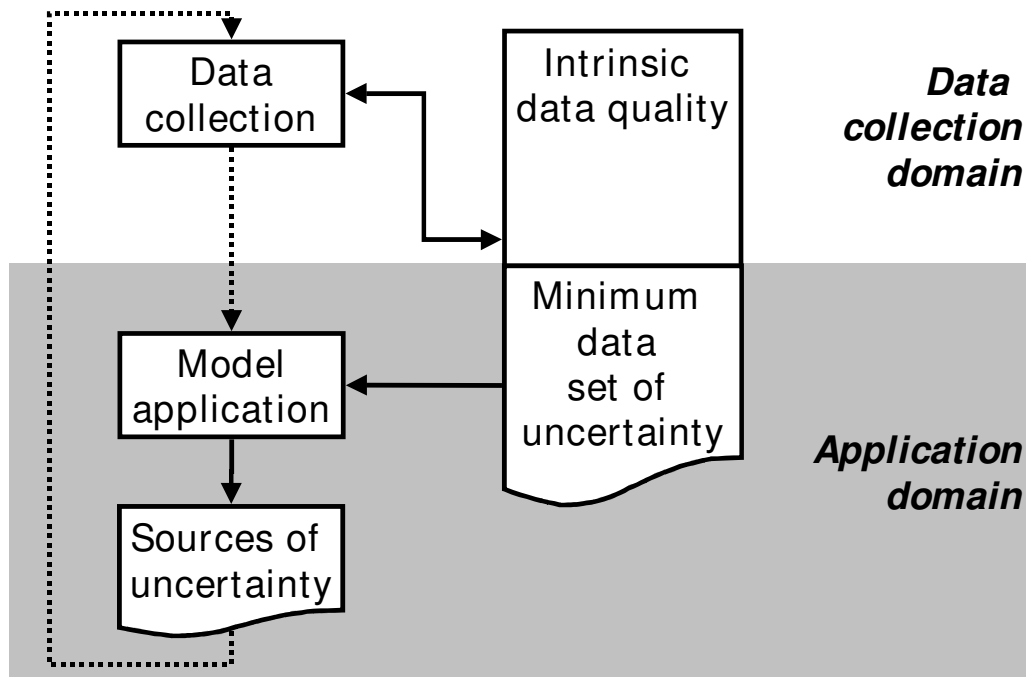 Data
collection
Intrinsic
data quality
Data
collection
domain
Model
application
Minimum
data
set of
uncertainty
Sources of
uncertainty
Application
domain